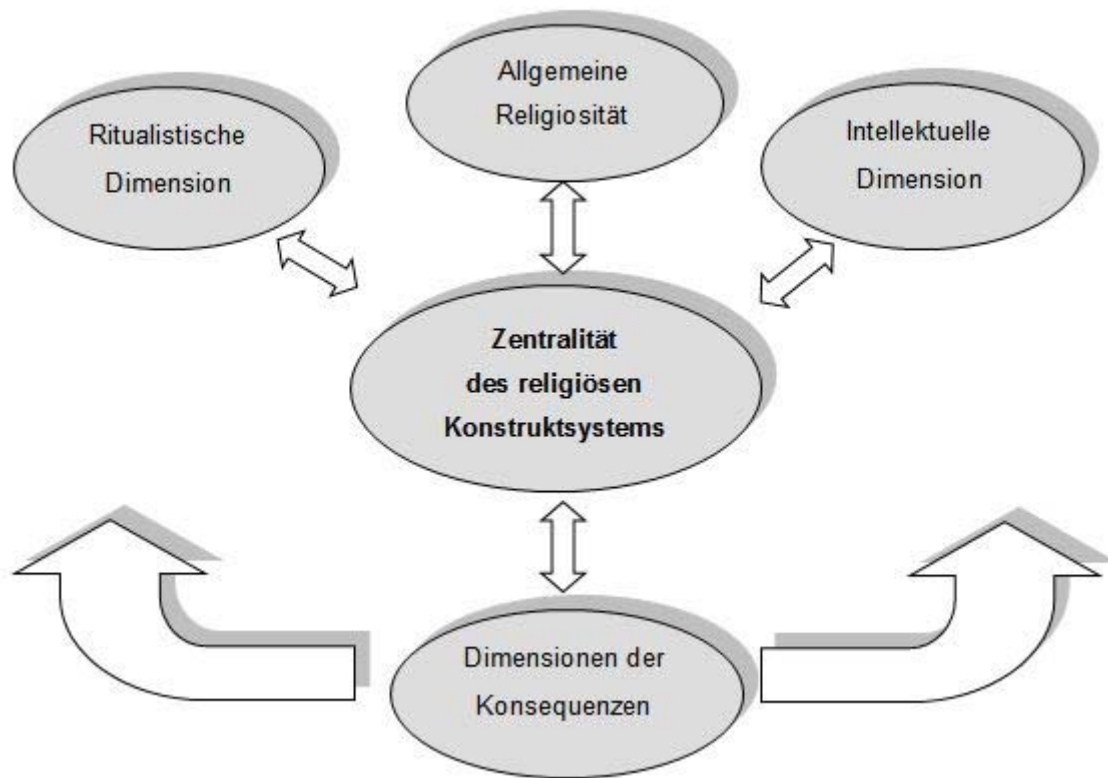 Allgemeine
Religiosität
Ritualistische
Dimension
Intellektuelle
Dimension
Zentralität
des religiösen
Konstruktsystems
Dimensionen der
Konsequenzen